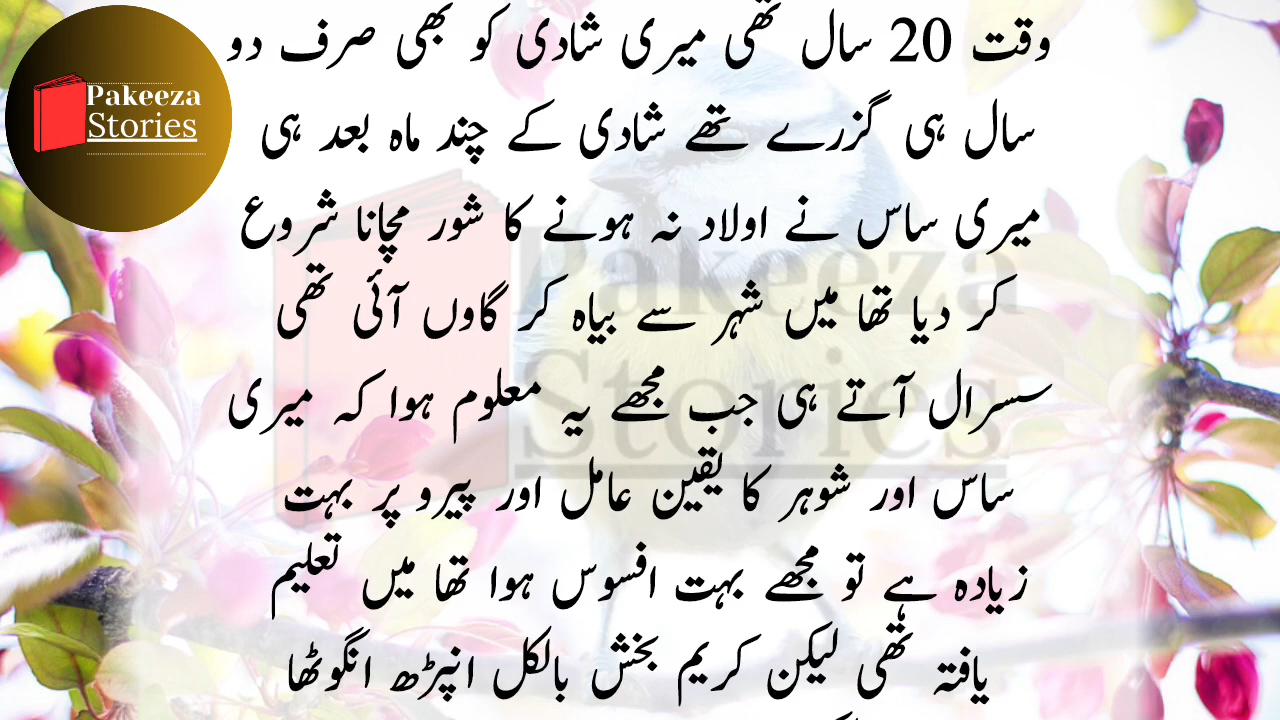 Pakeeza
Stories
وقت 20 سال تھی میری شادی کو بھی صرف دو
سال ہی گزرے تھے شادی کے چند ماہ بعد ہی
میری ساس نے اولاد نہ ہونے کا شور مچانا شروع
کر دیا تھا میں شہر سے بیاہ کر گاوں آئی تھی
سسرال آتے ہی جب مجھے یہ معلوم ہوا کہ میری
ساس اور شوہر کا یقین عامل اور پیرو پر بہت
زیادہ ہے تو مجھے بہت افسوس ہوا تھا میں تعلیم
یافتہ تھی لیکن کریم بخش بالکل انپڑھ انگوٹھا
Pakeeza
Stories